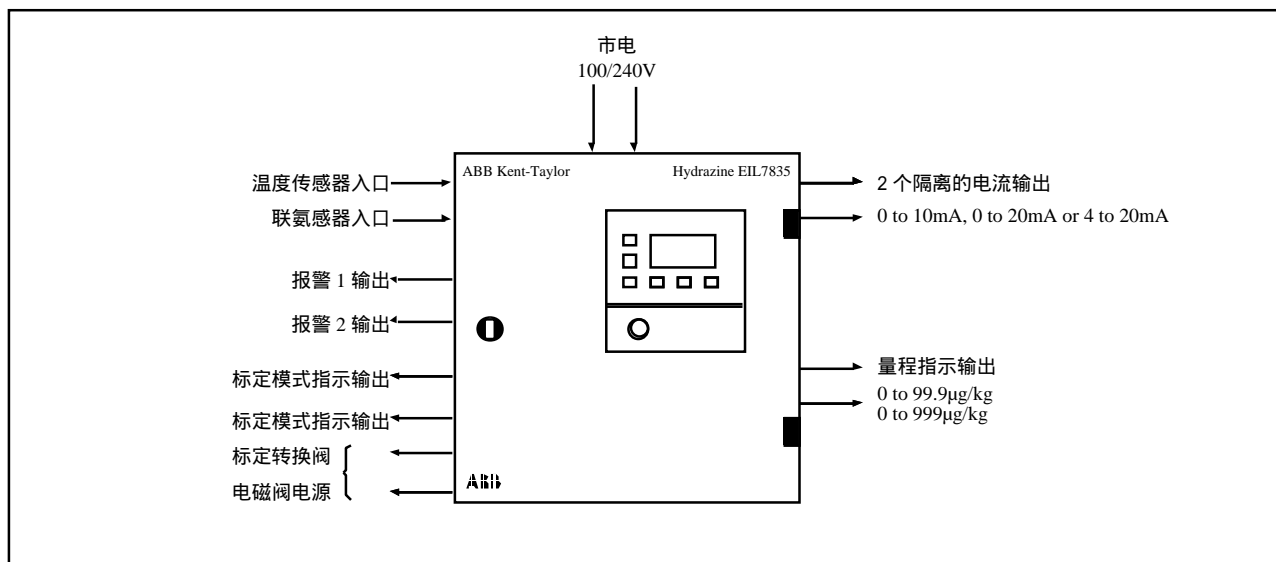 市电
100/240V
ABB Kent-Taylor
Hydrazine EIL7835
温度传感器入口
联氨感器入口
报警 1 输出
报警 2 输出
标定模式指示输出
标定模式指示输出
标定转换阀
电磁阀电源
ABB
2 个隔离的电流输出
0 to 10mA, 0 to 20mA or 4 to 20mA
量程指示输出
0 to 99.9µg/kg
0 to 999µg/kg